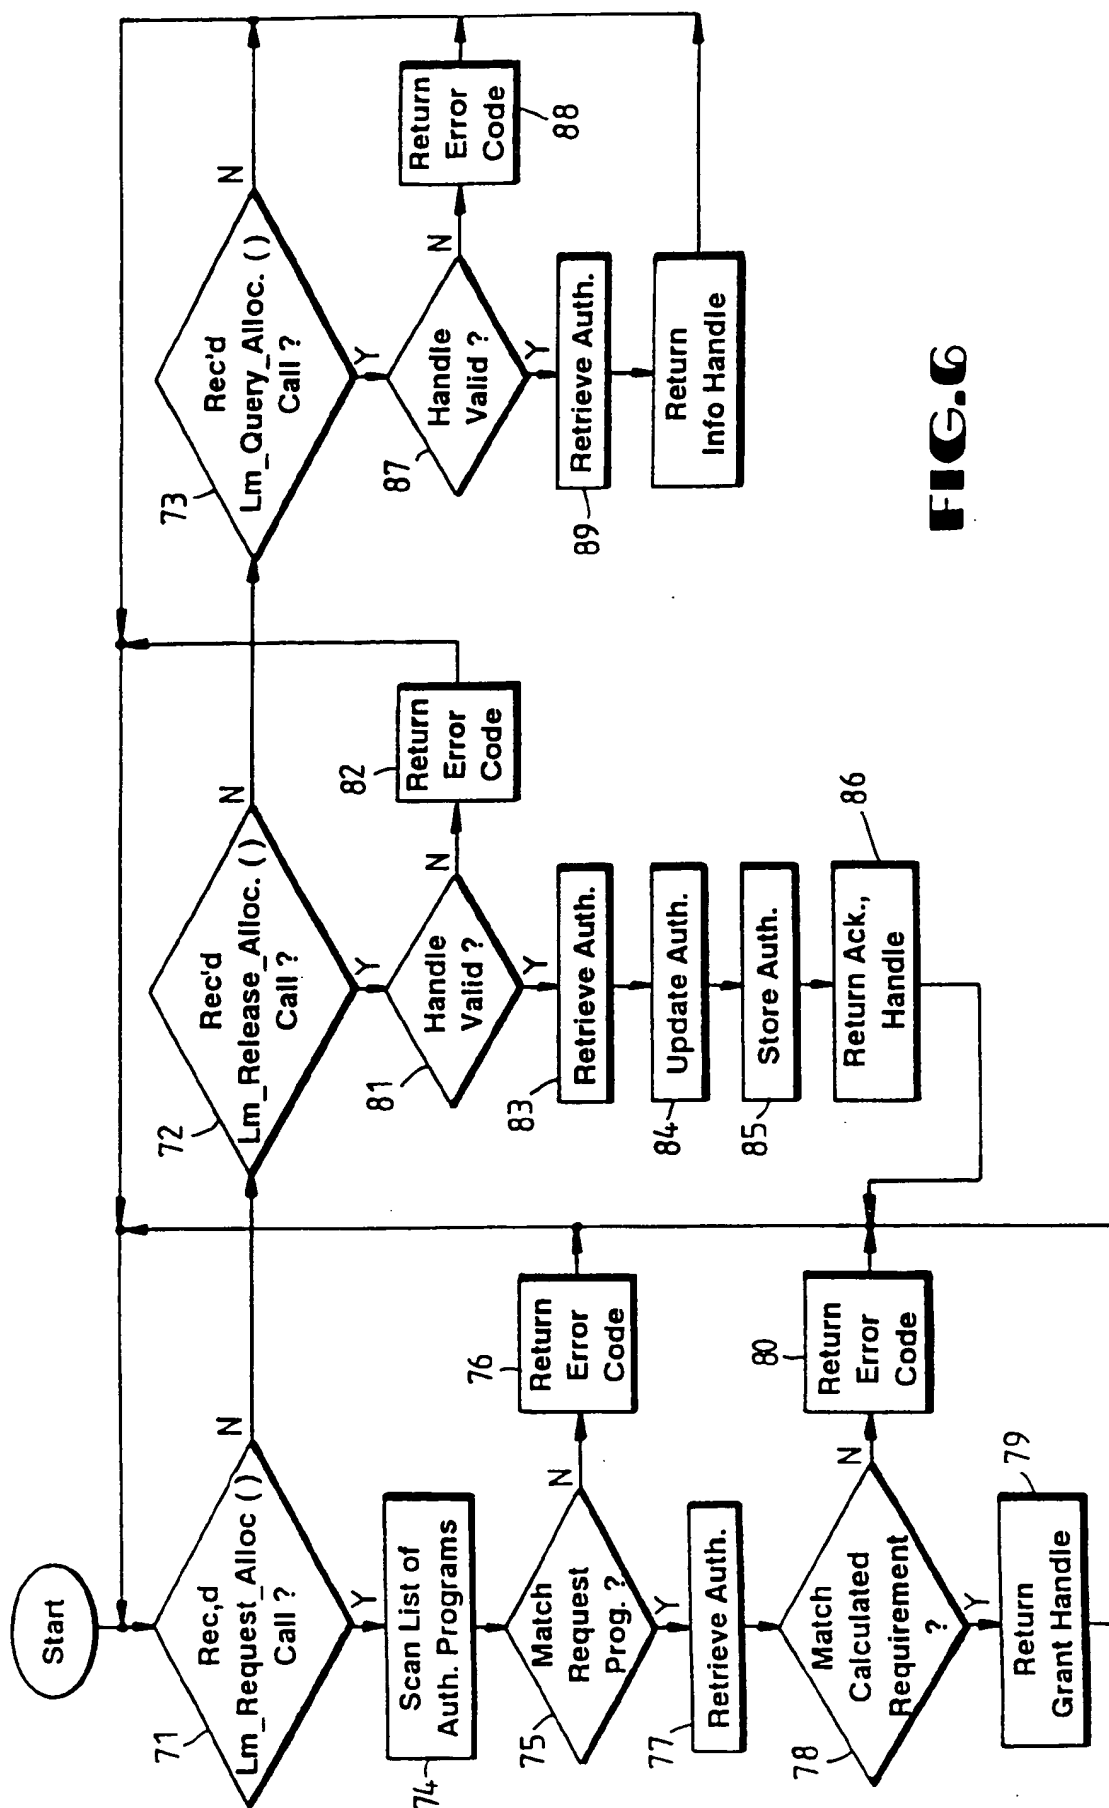 Start
71
Rec,d
Lm_Request_Alloc ( )
Call ?
N
Y
74
Scan List of
Auth. Programs
75
Match
Request
Prog. ?
N
Y
76
Return
Error
Code
77
Retrieve Auth.
78
Match
Calculated
Requirement
?
N
Y
80
Return
Error
Code
79
Return
Grant Handle
72
Rec'd
Lm_Release_Alloc. ( )
Call ?
N
Y
81
Handle
Valid ?
N
Y
82
Return
Error
Code
83
Retrieve Auth.
84
Update Auth.
85
Store Auth.
86
Return Ack.,
Handle
73
Rec'd
Lm_Query_Alloc. ( )
Call ?
N
Y
87
Handle
Valid ?
N
Y
Return
Error
Code
88
89
Retrieve Auth.
Return
Info Handle
FIG.6